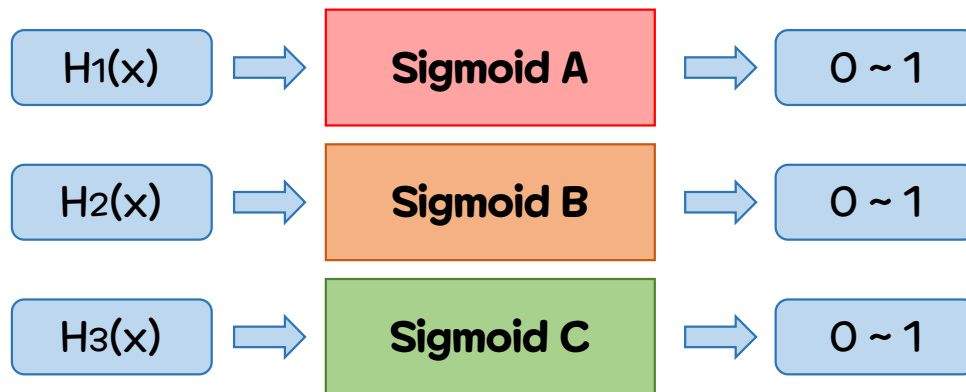 H1(x) Sigmoid A 0 ~ 1
H2(x) Sigmoid B 0 ~ 1
H3(x) Sigmoid C 0 ~ 1